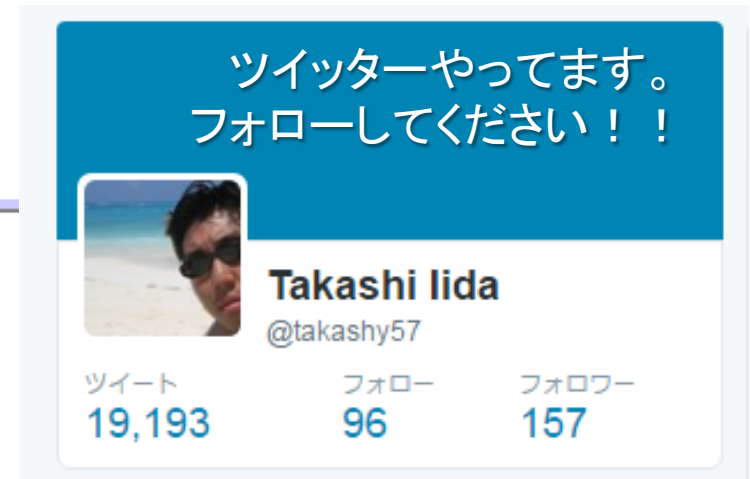 ツイッターやってます。
フォローしてください！！
Takashi Iida
@takashy57
ツイート フォロー フォロワー
19,193 96 157